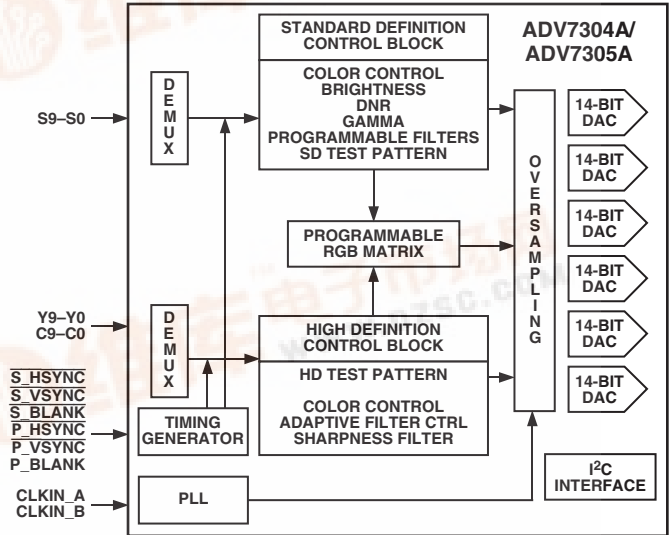 ADV7304A/
ADV7305A
STANDARD DEFINITION
CONTROL BLOCK
COLOR CONTROL
BRIGHTNESS
DNR
GAMMA
PROGRAMMABLE FILTERS
SD TEST PATTERN
DEMUX
S9–S0
PROGRAMMABLE
RGB MATRIX
OVERSAMPLING
14-BIT
DAC
14-BIT
DAC
14-BIT
DAC
14-BIT
DAC
14-BIT
DAC
14-BIT
DAC
Y9–Y0
C9–C0
DEMUX
HIGH DEFINITION
CONTROL BLOCK
HD TEST PATTERN
COLOR CONTROL
ADAPTIVE FILTER CTRL
SHARPNESS FILTER
S_HSYNC
S_VSYNC
S_BLANK
P_HSYNC
P_VSYNC
P_BLANK
TIMING
GENERATOR
CLKIN_A
CLKIN_B
PLL
I2C
INTERFACE